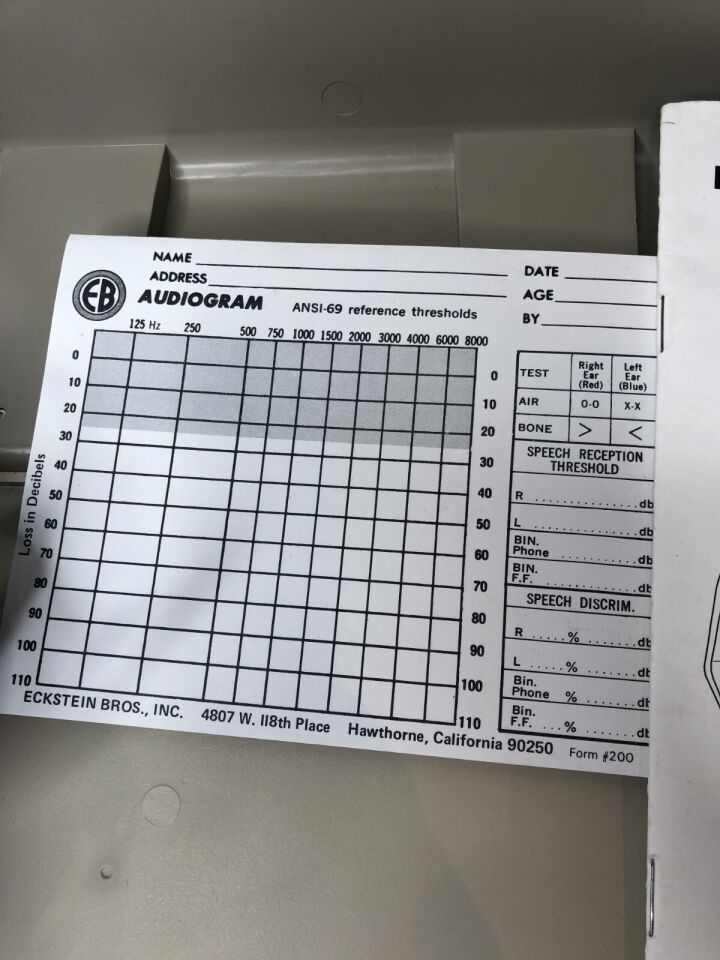 NAME
ADDRESS
EB
AUDIOGRAM
ANSI-69 reference thresholds
DATE
AGE
BY
125 Hz 250 500 750 1000 1500 2000 3000 4000 6000 8000
Loss in Decibels
0 0
10 10
20 20
30 30
40 40
50 50
60 60
70 70
80 80
90 90
100 100
110 110
TEST Right Ear (Red) Left Ear (Blue)
AIR O-O X-X
BONE > <
SPEECH RECEPTION
THRESHOLD
R .............. db
L .............. db
BIN.
Phone ........... db
BIN.
F.F. ............ db
SPEECH DISCRIM.
R ..... % ....... db
L ..... % ....... db
Bin.
Phone % ....... db
Bin.
F.F. ... % ....... db
ECKSTEIN BROS., INC. 4807 W. 118th Place Hawthorne, California 90250 Form #200